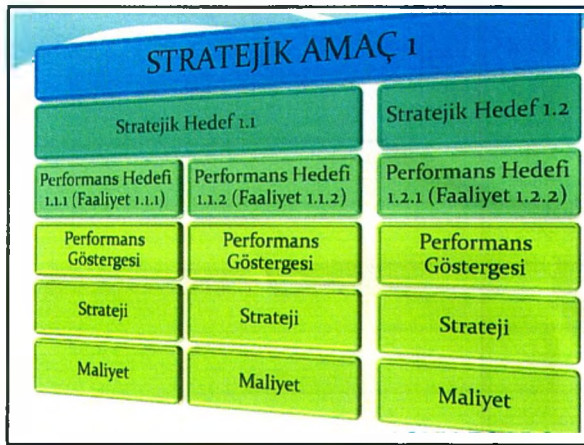 STRATEJİK AMAÇ 1
Stratejik Hedef 1.1
Stratejik Hedef 1.2
Performans Hedefi
1.1.1 (Faaliyet 1.1.1)
Performans Hedefi
1.1.2 (Faaliyet 1.1.2)
Performans Hedefi
1.2.1 (Faaliyet 1.2.2)
Performans
Göstergesi
Performans
Göstergesi
Performans
Göstergesi
Strateji
Strateji
Strateji
Maliyet
Maliyet
Maliyet